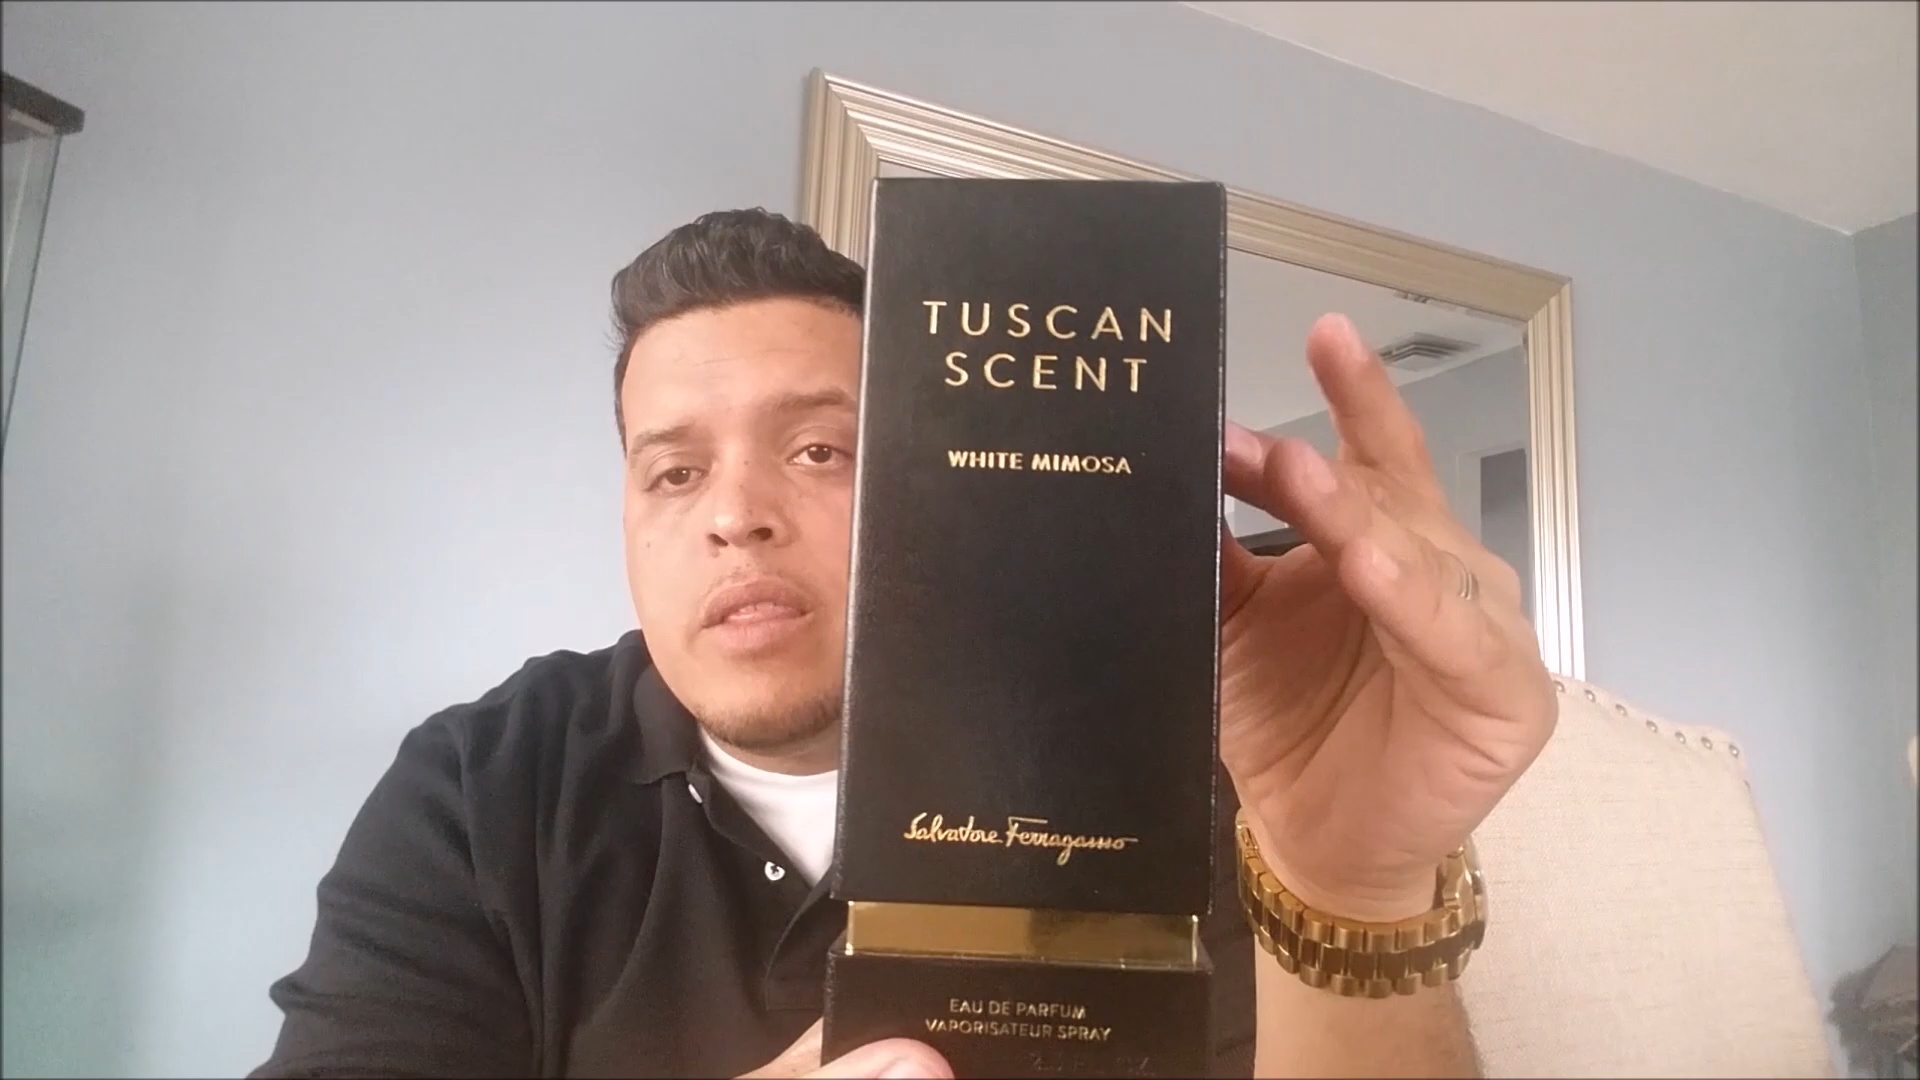 TUSCAN
SCENT
WHITE MIMOSA
Salvatore Ferragamo
EAU DE PARFUM
VAPORISATEUR SPRAY